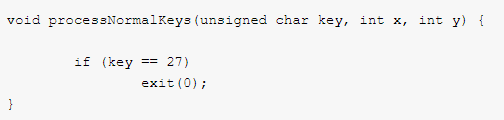 void processNormalKeys(unsigned char key, int x, int y) {
if (key == 27)
exit(0);
}